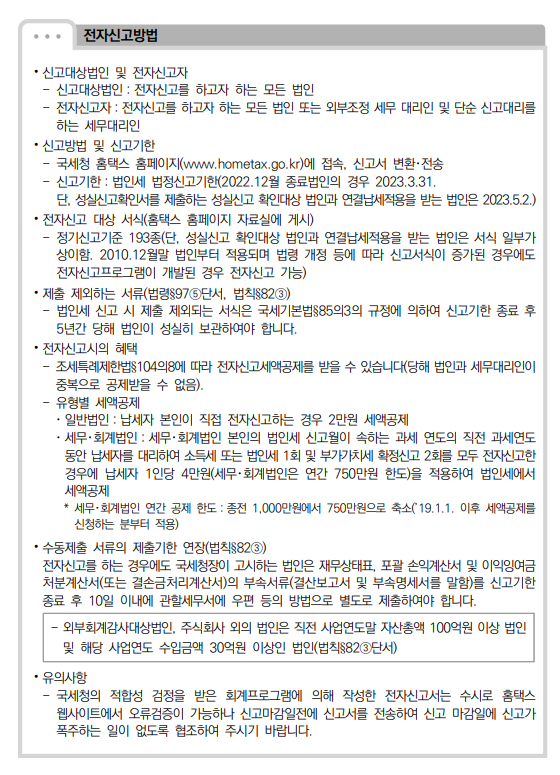 전자신고방법
• 신고대상법인 및 전자신고자
- 신고대상법인 : 전자신고를 하고자 하는 모든 법인
- 전자신고자 : 전자신고를 하고자 하는 모든 법인 또는 외부조정 세무 대리인 및 단순 신고대리를
하는 세무대리인
• 신고방법 및 신고기한
- 국세청 홈택스 홈페이지(www.hometax.go.kr)에 접속, 신고서 변환·전송
- 신고기한 : 법인세 법정신고기한(2022.12월 종료법인의 경우 2023.3.31.
단, 성실신고확인서를 제출하는 성실신고 확인대상 법인과 연결납세적용을 받는 법인은 2023.5.2.)
• 전자신고 대상 서식(홈택스 홈페이지 자료실에 게시)
- 정기신고기준 193종(단, 성실신고 확인대상 법인과 연결납세적용을 받는 법인은 서식 일부가
상이함. 2010.12월말 법인부터 적용되며 법령 개정 등에 따라 신고서식이 증가된 경우에도
전자신고프로그램이 개발된 경우 전자신고 가능)
• 제출 제외하는 서류(법령§97⑤단서, 법칙§82③)
- 법인세 신고 시 제출 제외되는 서식은 국세기본법§85의3의 규정에 의하여 신고기한 종료 후
5년간 당해 법인이 성실히 보관하여야 합니다.
• 전자신고시의 혜택
- 조세특례제한법§104의8에 따라 전자신고세액공제를 받을 수 있습니다(당해 법인과 세무대리인이
중복으로 공제받을 수 없음).
- 유형별 세액공제
· 일반법인 : 납세자 본인이 직접 전자신고하는 경우 2만원 세액공제
· 세무·회계법인 : 세무·회계법인 본인의 법인세 신고월이 속하는 과세 연도의 직전 과세연도
동안 납세자를 대리하여 소득세 또는 법인세 1회 및 부가가치세 확정신고 2회를 모두 전자신고한
경우에 납세자 1인당 4만원(세무·회계법인은 연간 750만원 한도)을 적용하여 법인세에서
세액공제
* 세무·회계법인 연간 공제 한도 : 종전 1,000만원에서 750만원으로 축소('19.1.1. 이후 세액공제를
신청하는 분부터 적용)
• 수동제출 서류의 제출기한 연장(법칙§82③)
전자신고를 하는 경우에도 국세청장이 고시하는 법인은 재무상태표, 포괄 손익계산서 및 이익잉여금
처분계산서(또는 결손금처리계산서)의 부속서류(결산보고서 및 부속명세서를 말함)를 신고기한
종료 후 10일 이내에 관할세무서에 우편 등의 방법으로 별도로 제출하여야 합니다.
- 외부회계감사대상법인, 주식회사 외의 법인은 직전 사업연도말 자산총액 100억원 이상 법인
및 해당 사업연도 수입금액 30억원 이상인 법인(법칙§82③단서)
• 유의사항
- 국세청의 적합성 검정을 받은 회계프로그램에 의해 작성한 전자신고서는 수시로 홈택스
웹사이트에서 오류검증이 가능하나 신고마감일전에 신고서를 전송하여 신고 마감일에 신고가
폭주하는 일이 없도록 협조하여 주시기 바랍니다.